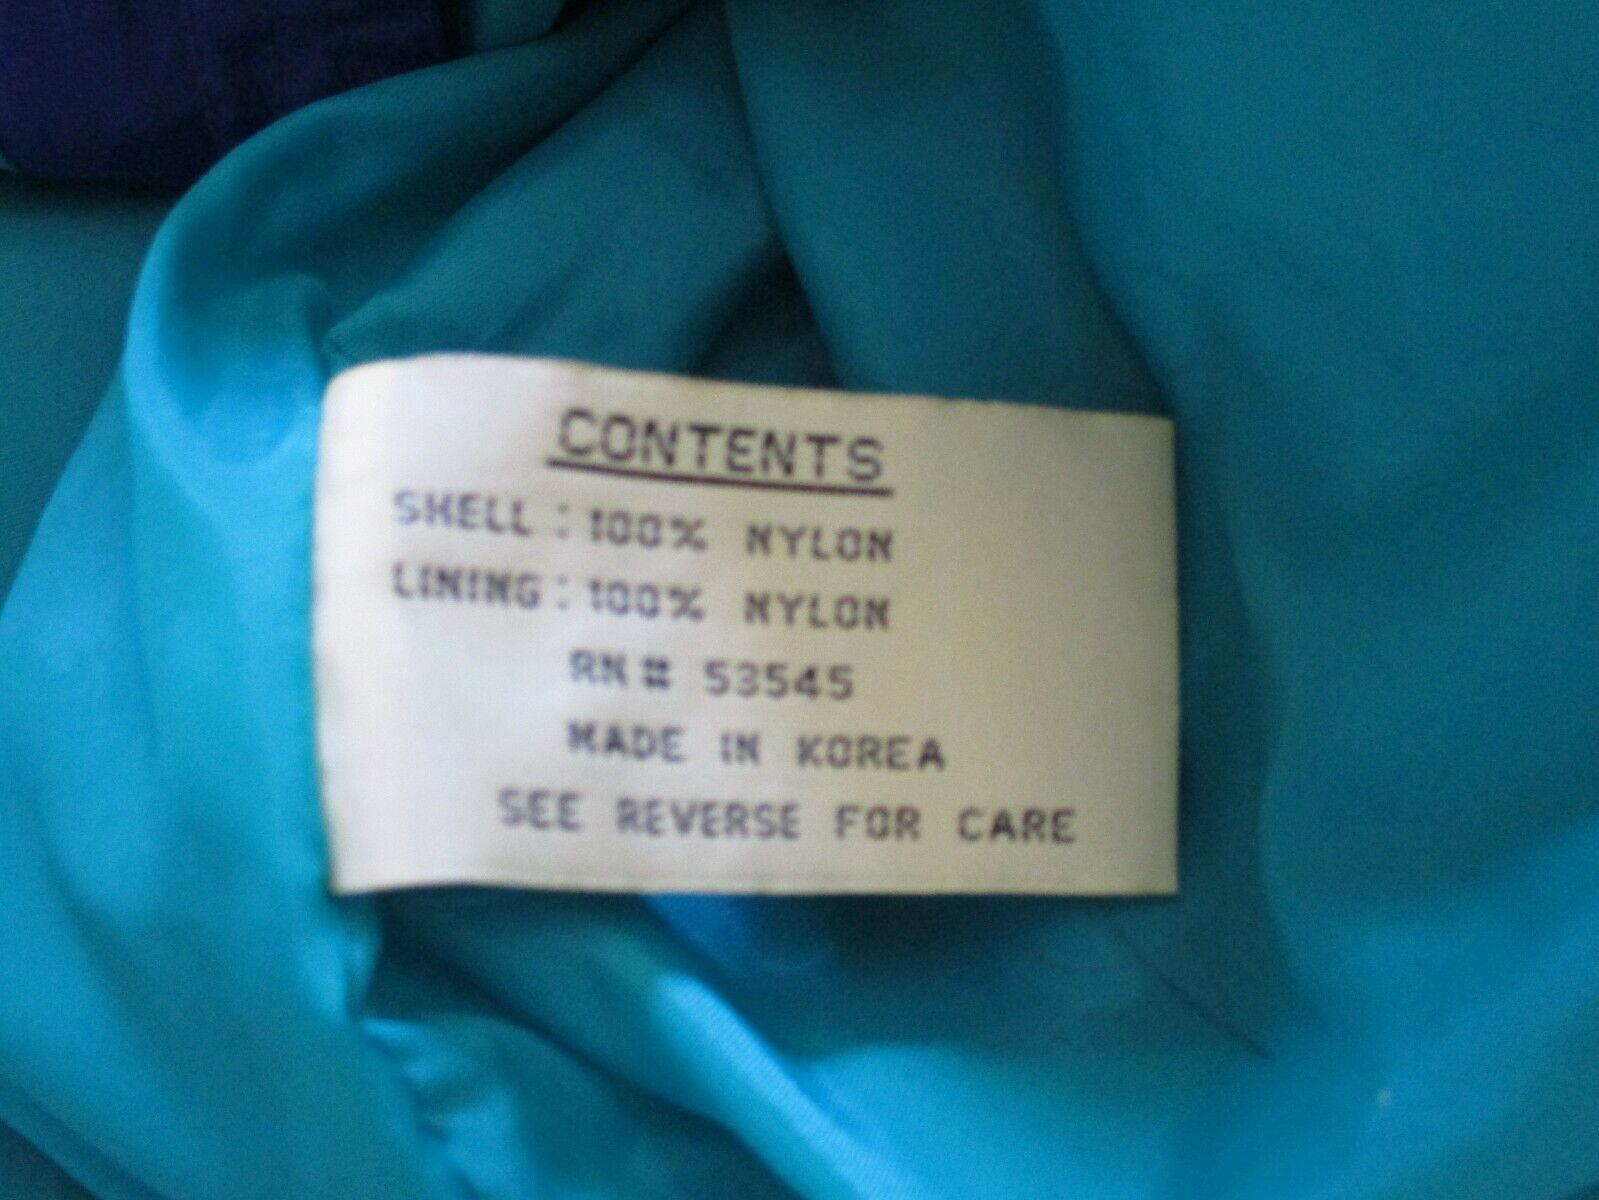 CONTENTS
SHELL : 100% NYLON
LINING : 100% NYLON
RN # 53545
MADE IN KOREA
SEE REVERSE FOR CARE